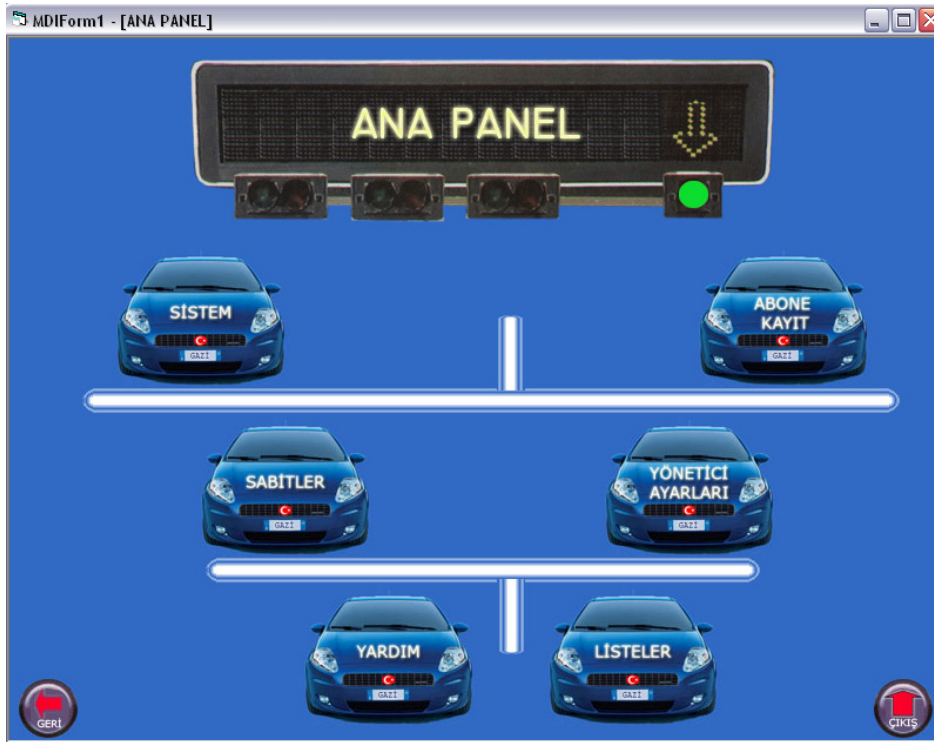 MDIForm1 - [ANA PANEL]
ANA PANEL
SİSTEM
GAZİ
ABONE
KAYIT
GAZİ
SABİTLER
GAZİ
YÖNETİCİ
AYARLARI
GAZİ
YARDIM
GAZİ
LİSTELER
GAZİ
GERİ
ÇIKIŞ